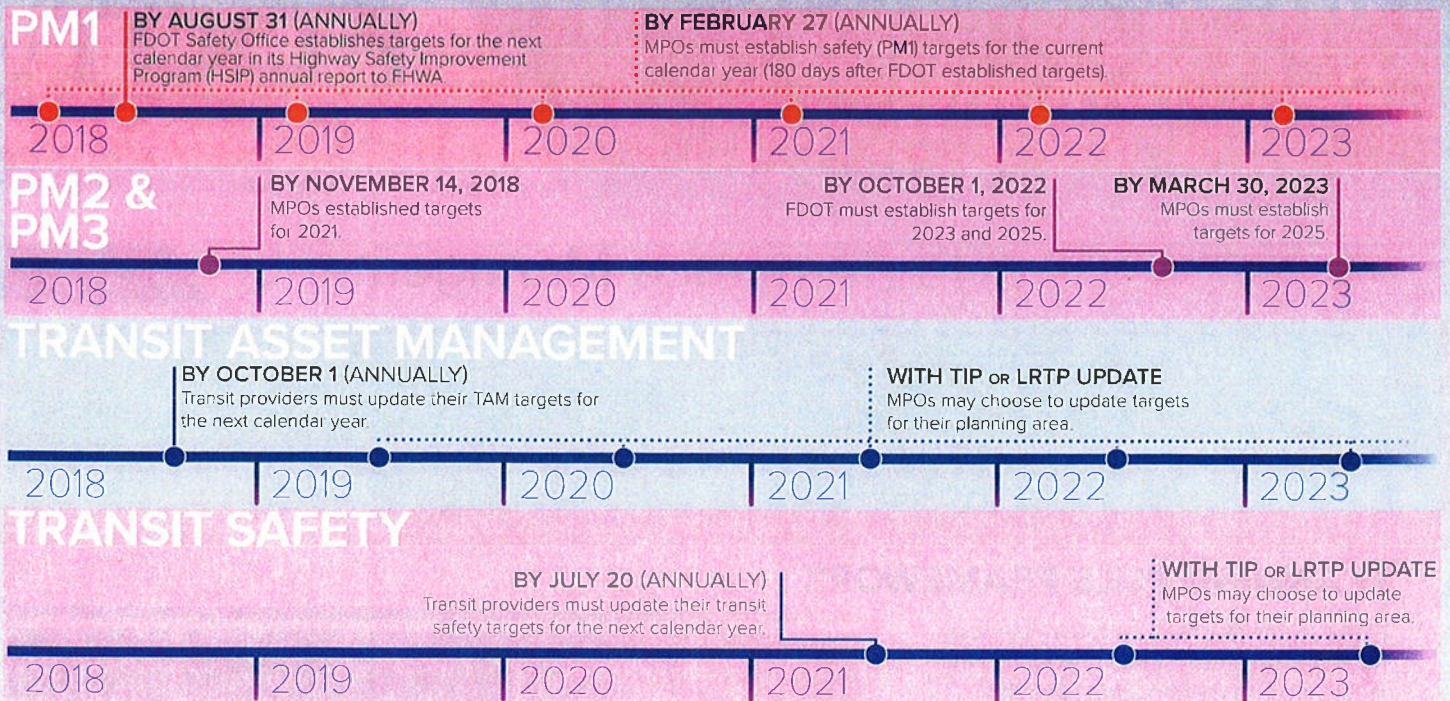 PM1
BY AUGUST 31 (ANNUALLY)
FDOT Safety Office establishes targets for the next
calendar year in its Highway Safety Improvement
Program (HSIP) annual report to FHWA.
BY FEBRUARY 27 (ANNUALLY)
MPOs must establish safety (PM1) targets for the current
calendar year (180 days after FDOT established targets).
2018
2019
2020
2021
2022
2023
PM2 &
PM3
BY NOVEMBER 14, 2018
MPOs established targets
for 2021.
BY OCTOBER 1, 2022
FDOT must establish targets for
2023 and 2025.
BY MARCH 30, 2023
MPOs must establish
targets for 2025.
2018
2019
2020
2021
2022
2023
TRANSIT ASSET MANAGEMENT
BY OCTOBER 1 (ANNUALLY)
Transit providers must update their TAM targets for
the next calendar year.
WITH TIP OR LRTP UPDATE
MPOs may choose to update targets
for their planning area.
2018
2019
2020
2021
2022
2023
TRANSIT SAFETY
BY JULY 20 (ANNUALLY)
Transit providers must update their transit
safety targets for the next calendar year.
WITH TIP OR LRTP UPDATE
MPOs may choose to update
targets for their planning area.
2018
2019
2020
2021
2022
2023